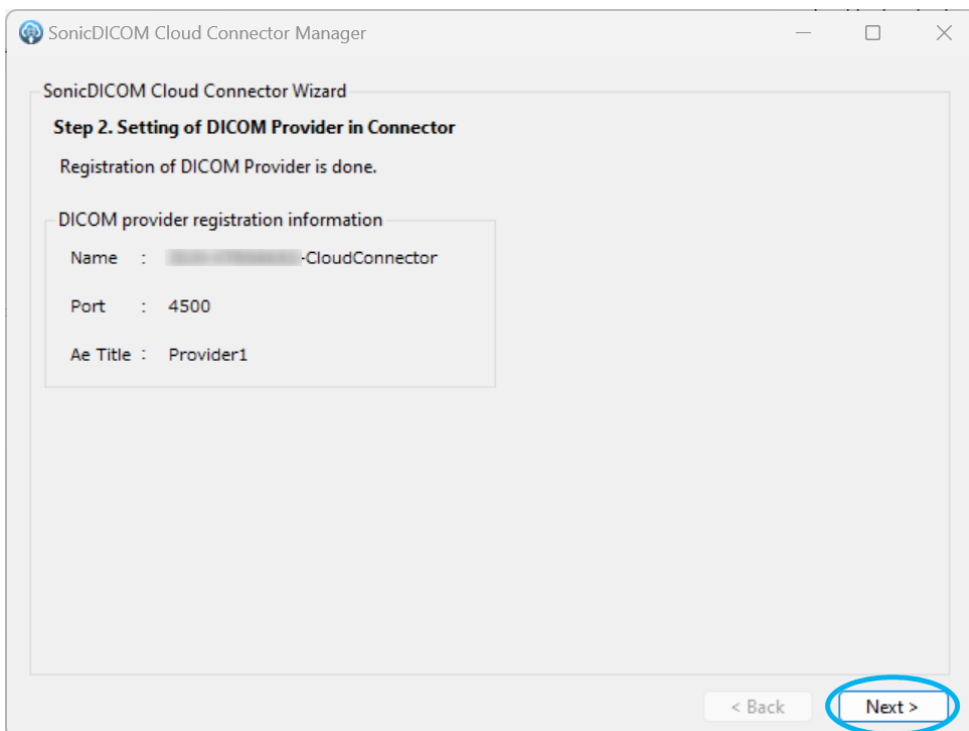 SonicDICOM Cloud Connector Manager
SonicDICOM Cloud Connector Wizard
Step 2. Setting of DICOM Provider in Connector
Registration of DICOM Provider is done.
DICOM provider registration information
Name : -CloudConnector
Port : 4500
Ae Title : Provider1
< Back Next >